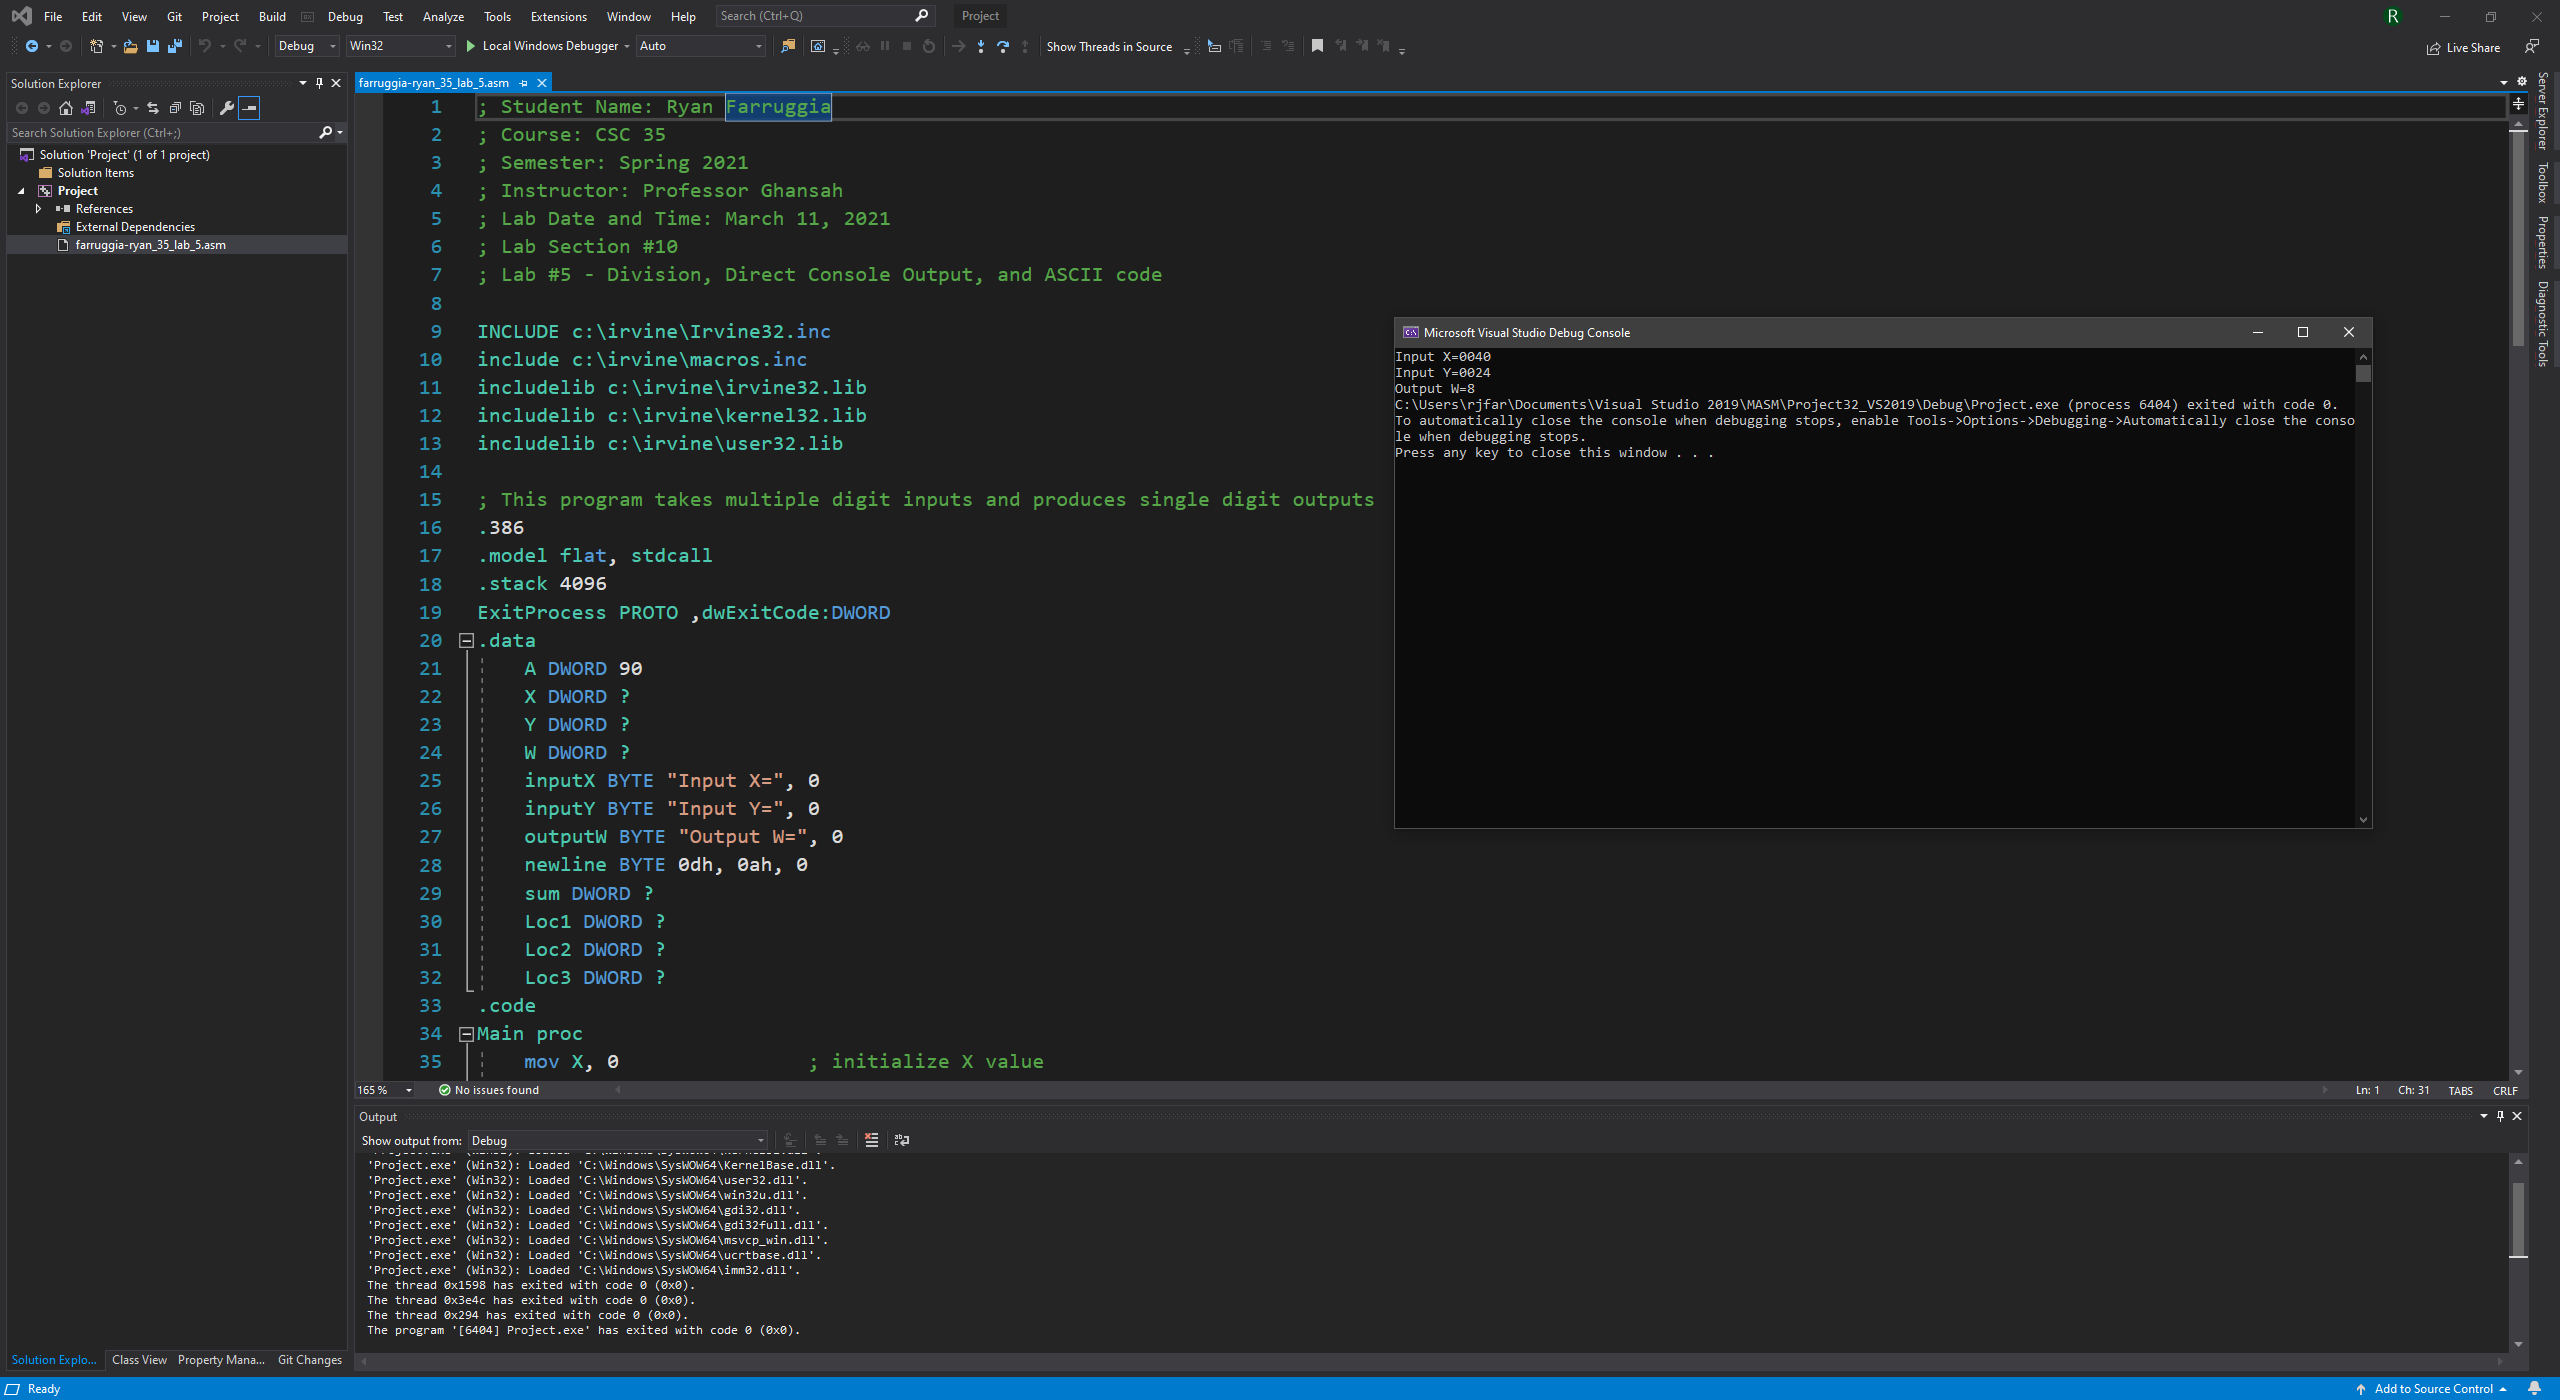 File Edit View Git Project Build Debug Test Analyze Tools Extensions Window Help Search (Ctrl+Q) Project R
Debug Win32 Local Windows Debugger Auto Show Threads in Source Live Share
Solution Explorer
Search Solution Explorer (Ctrl+;)
Solution 'Project' (1 of 1 project)
Solution Items
Project
References
External Dependencies
farruggia-ryan_35_lab_5.asm
farruggia-ryan_35_lab_5.asm
1 ; Student Name: Ryan Farruggia
2 ; Course: CSC 35
3 ; Semester: Spring 2021
4 ; Instructor: Professor Ghansah
5 ; Lab Date and Time: March 11, 2021
6 ; Lab Section #10
7 ; Lab #5 - Division, Direct Console Output, and ASCII code
8
9 INCLUDE c:\irvine\Irvine32.inc
10 include c:\irvine\macros.inc
11 includelib c:\irvine\irvine32.lib
12 includelib c:\irvine\kernel32.lib
13 includelib c:\irvine\user32.lib
14
15 ; This program takes multiple digit inputs and produces single digit outputs
16 .386
17 .model flat, stdcall
18 .stack 4096
19 ExitProcess PROTO ,dwExitCode:DWORD
20 .data
21 A DWORD 90
22 X DWORD ?
23 Y DWORD ?
24 W DWORD ?
25 inputX BYTE "Input X=", 0
26 inputY BYTE "Input Y=", 0
27 outputW BYTE "Output W=", 0
28 newline BYTE 0dh, 0ah, 0
29 sum DWORD ?
30 Loc1 DWORD ?
31 Loc2 DWORD ?
32 Loc3 DWORD ?
33 .code
34 Main proc
35 mov X, 0 ; initialize X value
165 % No issues found Ln: 1 Ch: 31 TABS CRLF
Microsoft Visual Studio Debug Console
Input X=0040
Input Y=0024
Output W=8
C:\Users\rjfar\Documents\Visual Studio 2019\MASM\Project32_VS2019\Debug\Project.exe (process 6404) exited with code 0.
To automatically close the console when debugging stops, enable Tools->Options->Debugging->Automatically close the conso
le when debugging stops.
Press any key to close this window . . .
Server Explorer
Toolbox
Properties
Diagnostic Tools
Output
Show output from: Debug
'Project.exe' (Win32): Loaded 'C:\Windows\SysWOW64\KernelBase.dll'.
'Project.exe' (Win32): Loaded 'C:\Windows\SysWOW64\user32.dll'.
'Project.exe' (Win32): Loaded 'C:\Windows\SysWOW64\win32u.dll'.
'Project.exe' (Win32): Loaded 'C:\Windows\SysWOW64\gdi32.dll'.
'Project.exe' (Win32): Loaded 'C:\Windows\SysWOW64\gdi32full.dll'.
'Project.exe' (Win32): Loaded 'C:\Windows\SysWOW64\msvcp_win.dll'.
'Project.exe' (Win32): Loaded 'C:\Windows\SysWOW64\ucrtbase.dll'.
'Project.exe' (Win32): Loaded 'C:\Windows\SysWOW64\imm32.dll'.
The thread 0x1598 has exited with code 0 (0x0).
The thread 0x3e4c has exited with code 0 (0x0).
The thread 0x294 has exited with code 0 (0x0).
The program '[6404] Project.exe' has exited with code 0 (0x0).
Solution Explo... Class View Property Mana... Git Changes
Ready Add to Source Control